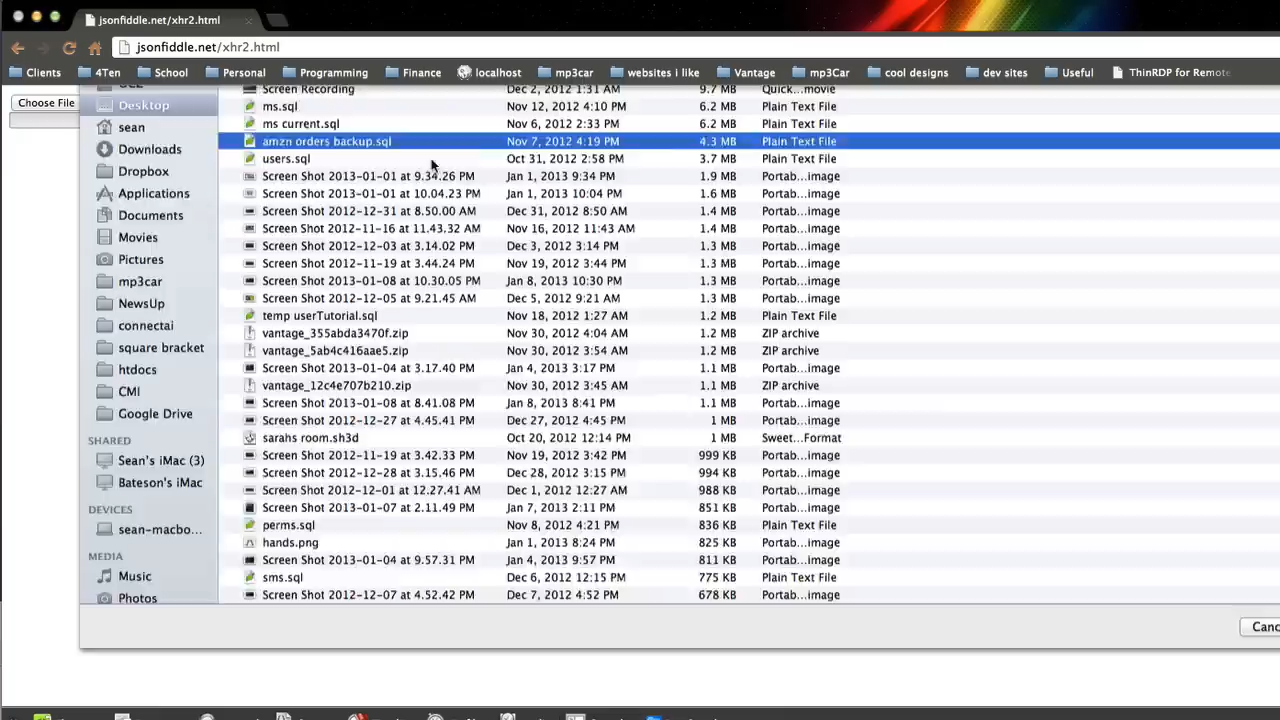 jsonfiddle.net/xhr2.html
jsonfiddle.net/xhr2.html
Clients 4Ten School Personal Programming Finance localhost mp3car websites i like Vantage mp3Car cool designs dev sites Useful ThinRDP for Remote
Choose File
Desktop
sean
Downloads
Dropbox
Applications
Documents
Movies
Pictures
mp3car
NewsUp
connectai
square bracket
htdocs
CMI
Google Drive
SHARED
Sean's iMac (3)
Bateson's iMac
DEVICES
sean-macbo...
MEDIA
Music
Photos
Screen Recording Dec 2, 2012 1:31 AM 9.7 MB Quick...movie
ms.sql Nov 12, 2012 4:10 PM 6.2 MB Plain Text File
ms current.sql Nov 6, 2012 2:33 PM 6.2 MB Plain Text File
amzn orders backup.sql Nov 7, 2012 4:19 PM 4.3 MB Plain Text File
users.sql Oct 31, 2012 2:58 PM 3.7 MB Plain Text File
Screen Shot 2013-01-01 at 9.34.26 PM Jan 1, 2013 9:34 PM 1.9 MB Portab...image
Screen Shot 2013-01-01 at 10.04.23 PM Jan 1, 2013 10:04 PM 1.6 MB Portab...image
Screen Shot 2012-12-31 at 8.50.00 AM Dec 31, 2012 8:50 AM 1.4 MB Portab...image
Screen Shot 2012-11-16 at 11.43.32 AM Nov 16, 2012 11:43 AM 1.4 MB Portab...image
Screen Shot 2012-12-03 at 3.14.02 PM Dec 3, 2012 3:14 PM 1.3 MB Portab...image
Screen Shot 2012-11-19 at 3.44.24 PM Nov 19, 2012 3:44 PM 1.3 MB Portab...image
Screen Shot 2013-01-08 at 10.30.05 PM Jan 8, 2013 10:30 PM 1.3 MB Portab...image
Screen Shot 2012-12-05 at 9.21.45 AM Dec 5, 2012 9:21 AM 1.3 MB Portab...image
temp userTutorial.sql Nov 18, 2012 1:27 AM 1.2 MB Plain Text File
vantage_355abda3470f.zip Nov 30, 2012 4:04 AM 1.2 MB ZIP archive
vantage_5ab4c416aae5.zip Nov 30, 2012 3:54 AM 1.2 MB ZIP archive
Screen Shot 2013-01-04 at 3.17.40 PM Jan 4, 2013 3:17 PM 1.1 MB Portab...image
vantage_12c4e707b210.zip Nov 30, 2012 3:45 AM 1.1 MB ZIP archive
Screen Shot 2013-01-08 at 8.41.08 PM Jan 8, 2013 8:41 PM 1.1 MB Portab...image
Screen Shot 2012-12-27 at 4.45.41 PM Dec 27, 2012 4:45 PM 1 MB Portab...image
sarahs room.sh3d Oct 20, 2012 12:14 PM 1 MB Sweet...Format
Screen Shot 2012-11-19 at 3.42.33 PM Nov 19, 2012 3:42 PM 999 KB Portab...image
Screen Shot 2012-12-28 at 3.15.46 PM Dec 28, 2012 3:15 PM 994 KB Portab...image
Screen Shot 2012-12-01 at 12.27.41 AM Dec 1, 2012 12:27 AM 988 KB Portab...image
Screen Shot 2013-01-07 at 2.11.49 PM Jan 7, 2013 2:11 PM 851 KB Portab...image
perms.sql Nov 8, 2012 4:21 PM 836 KB Plain Text File
hands.png Jan 1, 2013 8:24 PM 825 KB Portab...image
Screen Shot 2013-01-04 at 9.57.31 PM Jan 4, 2013 9:57 PM 811 KB Portab...image
sms.sql Dec 6, 2012 12:15 PM 775 KB Plain Text File
Screen Shot 2012-12-07 at 4.52.42 PM Dec 7, 2012 4:52 PM 678 KB Portab...image
Canc